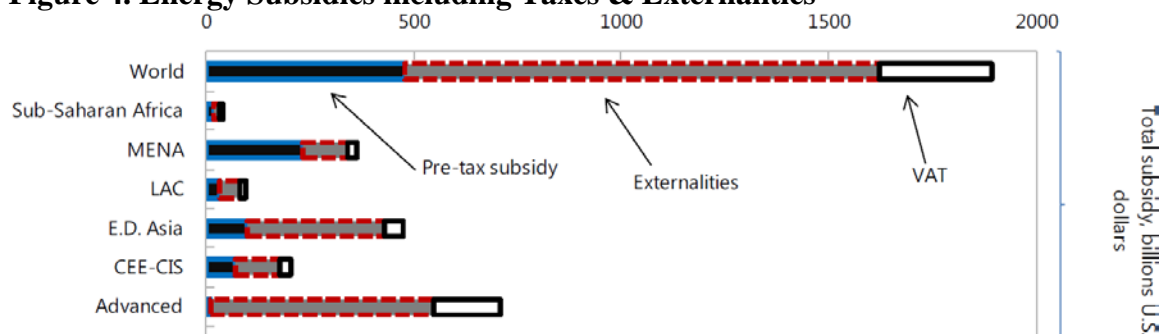 Figure 4. Energy Subsidies including Taxes & Externalities
0 500 1000 1500 2000
World
Sub-Saharan Africa
MENA
LAC
E.D. Asia
CEE-CIS
Advanced
Pre-tax subsidy
Externalities
VAT
Total subsidy, billions U.S.
dollars